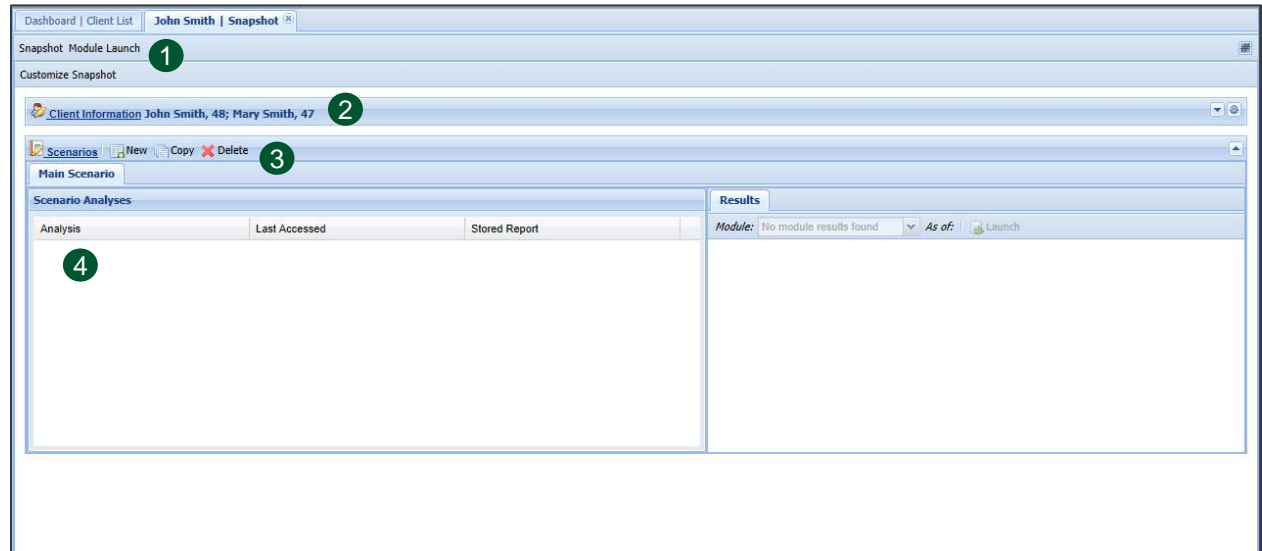 Dashboard | Client List John Smith | Snapshot
Snapshot Module Launch 1
Customize Snapshot
Client Information John Smith, 48; Mary Smith, 47 2
Scenarios New Copy Delete 3
Main Scenario
Scenario Analyses Results
Analysis Last Accessed Stored Report Module: No module results found As of: Launch
4